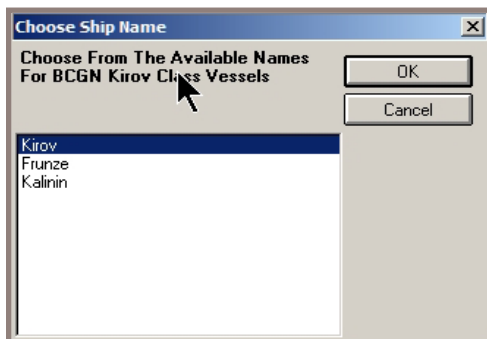 Choose Ship Name
Choose From The Available Names
For BCGN Kirov Class Vessels
OK
Cancel
Kirov
Frunze
Kalinin